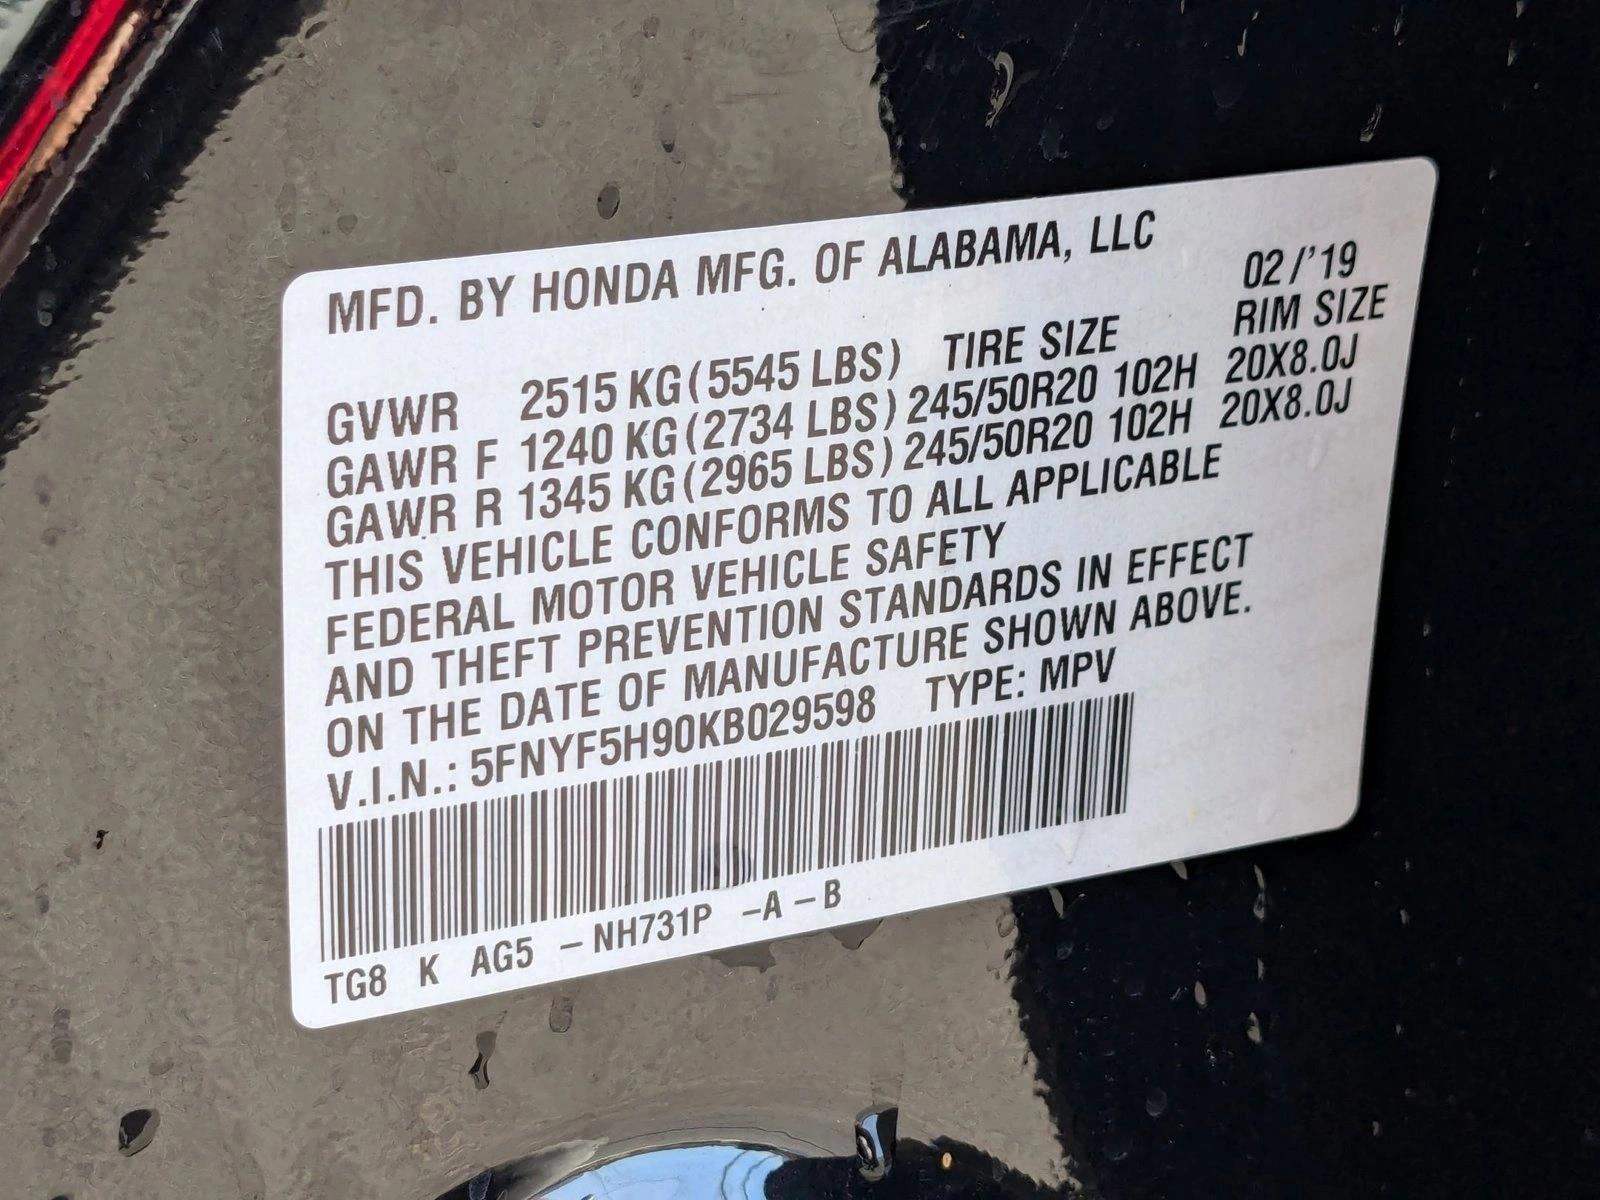 MFD. BY HONDA MFG. OF ALABAMA, LLC
02/'19
GVWR 2515 KG (5545 LBS) TIRE SIZE RIM SIZE
GAWR F 1240 KG (2734 LBS) 245/50R20 102H 20X8.0J
GAWR R 1345 KG (2965 LBS) 245/50R20 102H 20X8.0J
THIS VEHICLE CONFORMS TO ALL APPLICABLE
FEDERAL MOTOR VEHICLE SAFETY
AND THEFT PREVENTION STANDARDS IN EFFECT
ON THE DATE OF MANUFACTURE SHOWN ABOVE.
V.I.N.: 5FNYF5H90KB029598 TYPE: MPV
TG8 K AG5 – NH731P -A – B